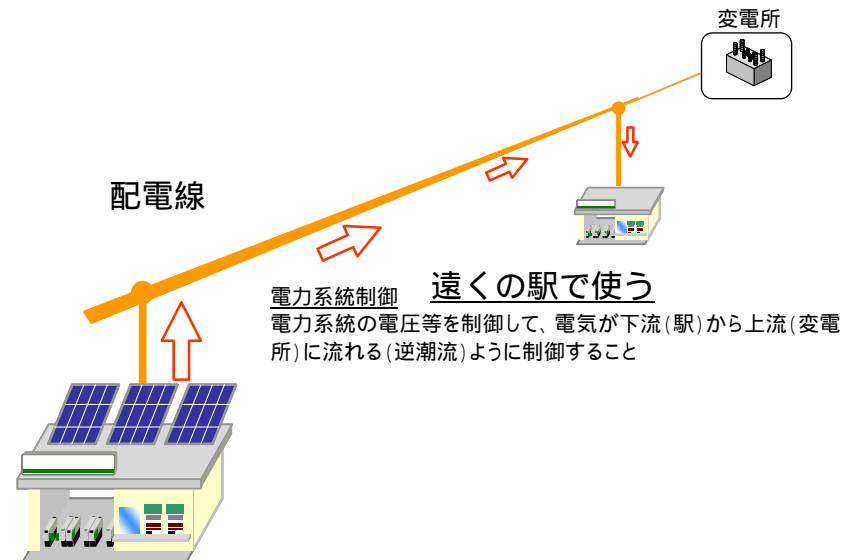 変電所
配電線
電力系統制御 遠くの駅で使う
電力系統の電圧等を制御して、電気が下流(駅)から上流(変電
所)に流れる(逆潮流)ように制御すること